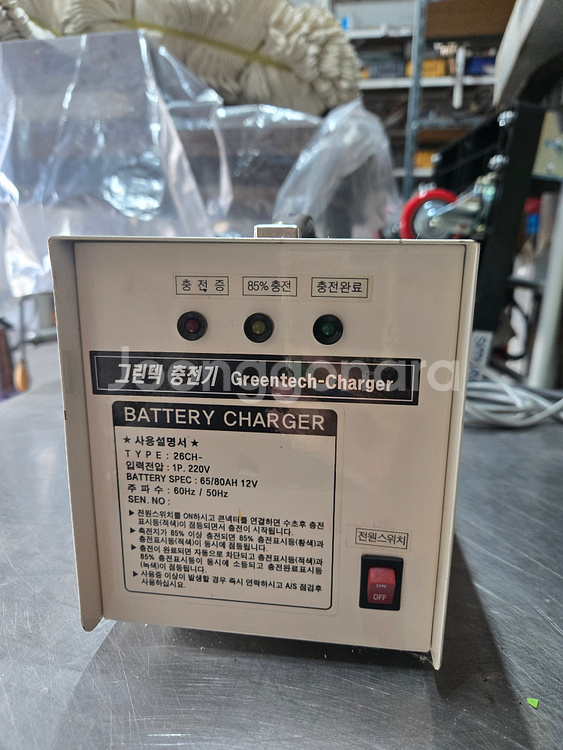 충 전 증
85%충전
충전완료
Joonggonara
그린텍 충전기 Greentech-Charger
BATTERY CHARGER
★ 사용설명서 ★
TYPE : 26CH-
입력전압 : 1P. 220V
BATTERY SPEC : 65/80AH 12V
주 파 수 : 60Hz / 50Hz
SEN. NO :
▶ 전원스위치를 ON하시고 콘넥터를 연결하면 수초후 충전
표시등(적색)이 점등되면서 충전이 시작됩니다.
▶ 측전지가 85% 이상 충전되면 85% 충전표시등(황색)과
충전표시등(적색)이 동시에 점등됩니다.
▶ 충전이 완료되면 자동으로 차단되고 충전표시등(적색)과
85% 충전표시등이 동시에 소등되고 충전완료표시등
(녹색)이 점등됩니다.
▶ 사용중 이상이 발생할 경우 즉시 연락하시고 A/S 점검후
사용하십시요.
전원스위치
ON
OFF